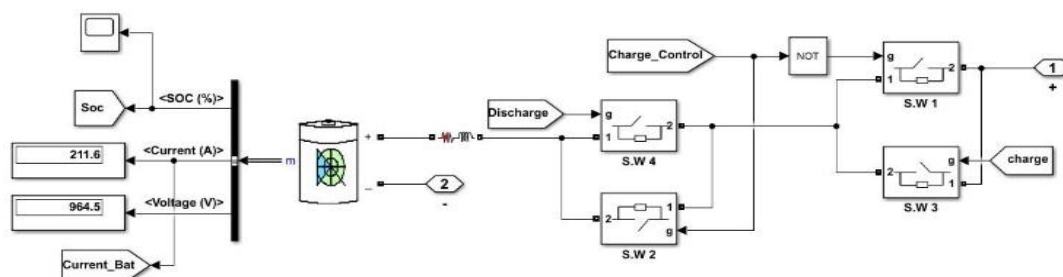 <SOC (%)>
Soc
<Current (A)>
211.6
<Voltage (V)>
964.5
Current_Bat
m
+
_
2
-
Discharge
Charge_Control
NOT
g
1
2
S.W 4
2
1
g
S.W 2
g
1
2
S.W 1
1
+
2
g
1
S.W 3
charge